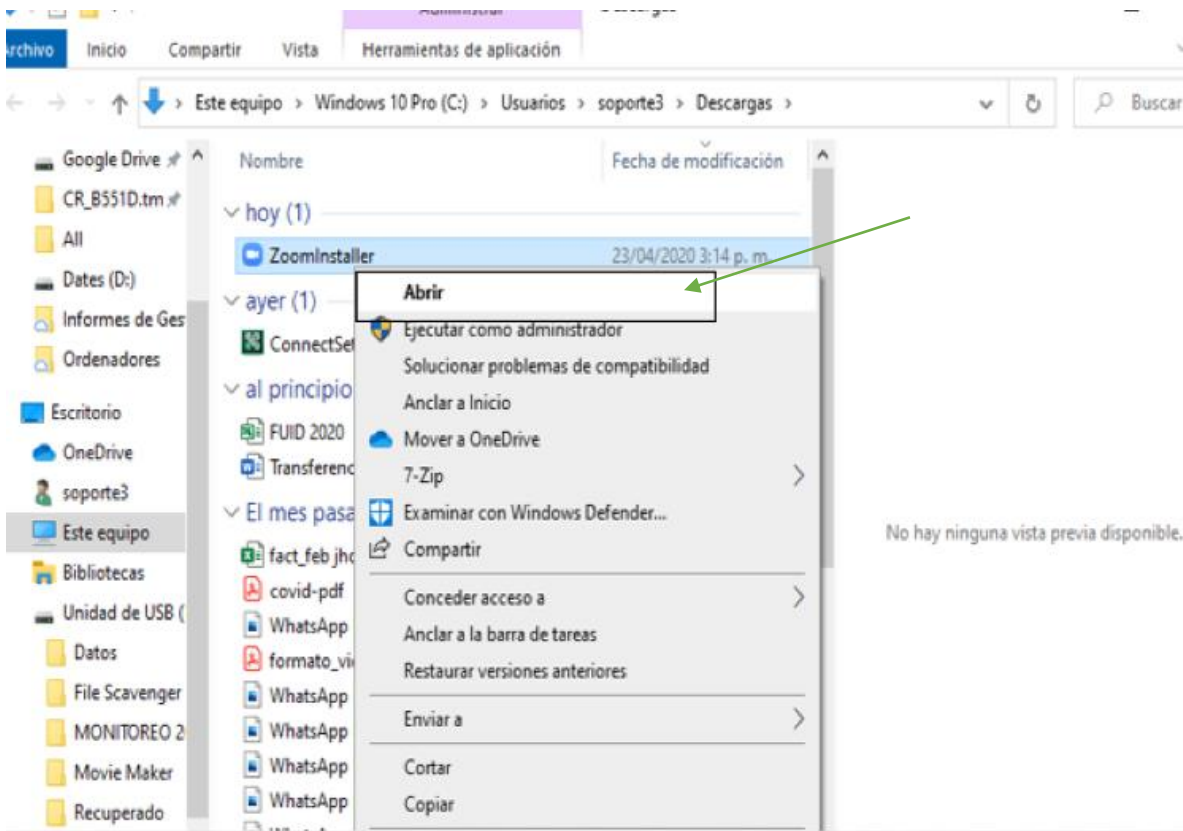 Archivo Inicio Compartir Vista Herramientas de aplicación
Este equipo > Windows 10 Pro (C:) > Usuarios > soporte3 > Descargas >
Buscar
Google Drive
CR_B551D.tm
All
Dates (D:)
Informes de Ges
Ordenadores
Escritorio
OneDrive
soporte3
Este equipo
Bibliotecas
Unidad de USB (
Datos
File Scavenger
MONITOREO 2
Movie Maker
Recuperado
Nombre Fecha de modificación
hoy (1)
ZoomInstaller 23/04/2020 3:14 p. m.
ayer (1)
ConnectSet
al principio
FUID 2020
Transferenc
El mes pasa
fact_feb jho
covid-pdf
WhatsApp
formato_vi
WhatsApp
WhatsApp
WhatsApp
WhatsApp
Abrir
Ejecutar como administrador
Solucionar problemas de compatibilidad
Anclar a Inicio
Mover a OneDrive
7-Zip
Examinar con Windows Defender...
Compartir
Conceder acceso a
Anclar a la barra de tareas
Restaurar versiones anteriores
Enviar a
Cortar
Copiar
No hay ninguna vista previa disponible.